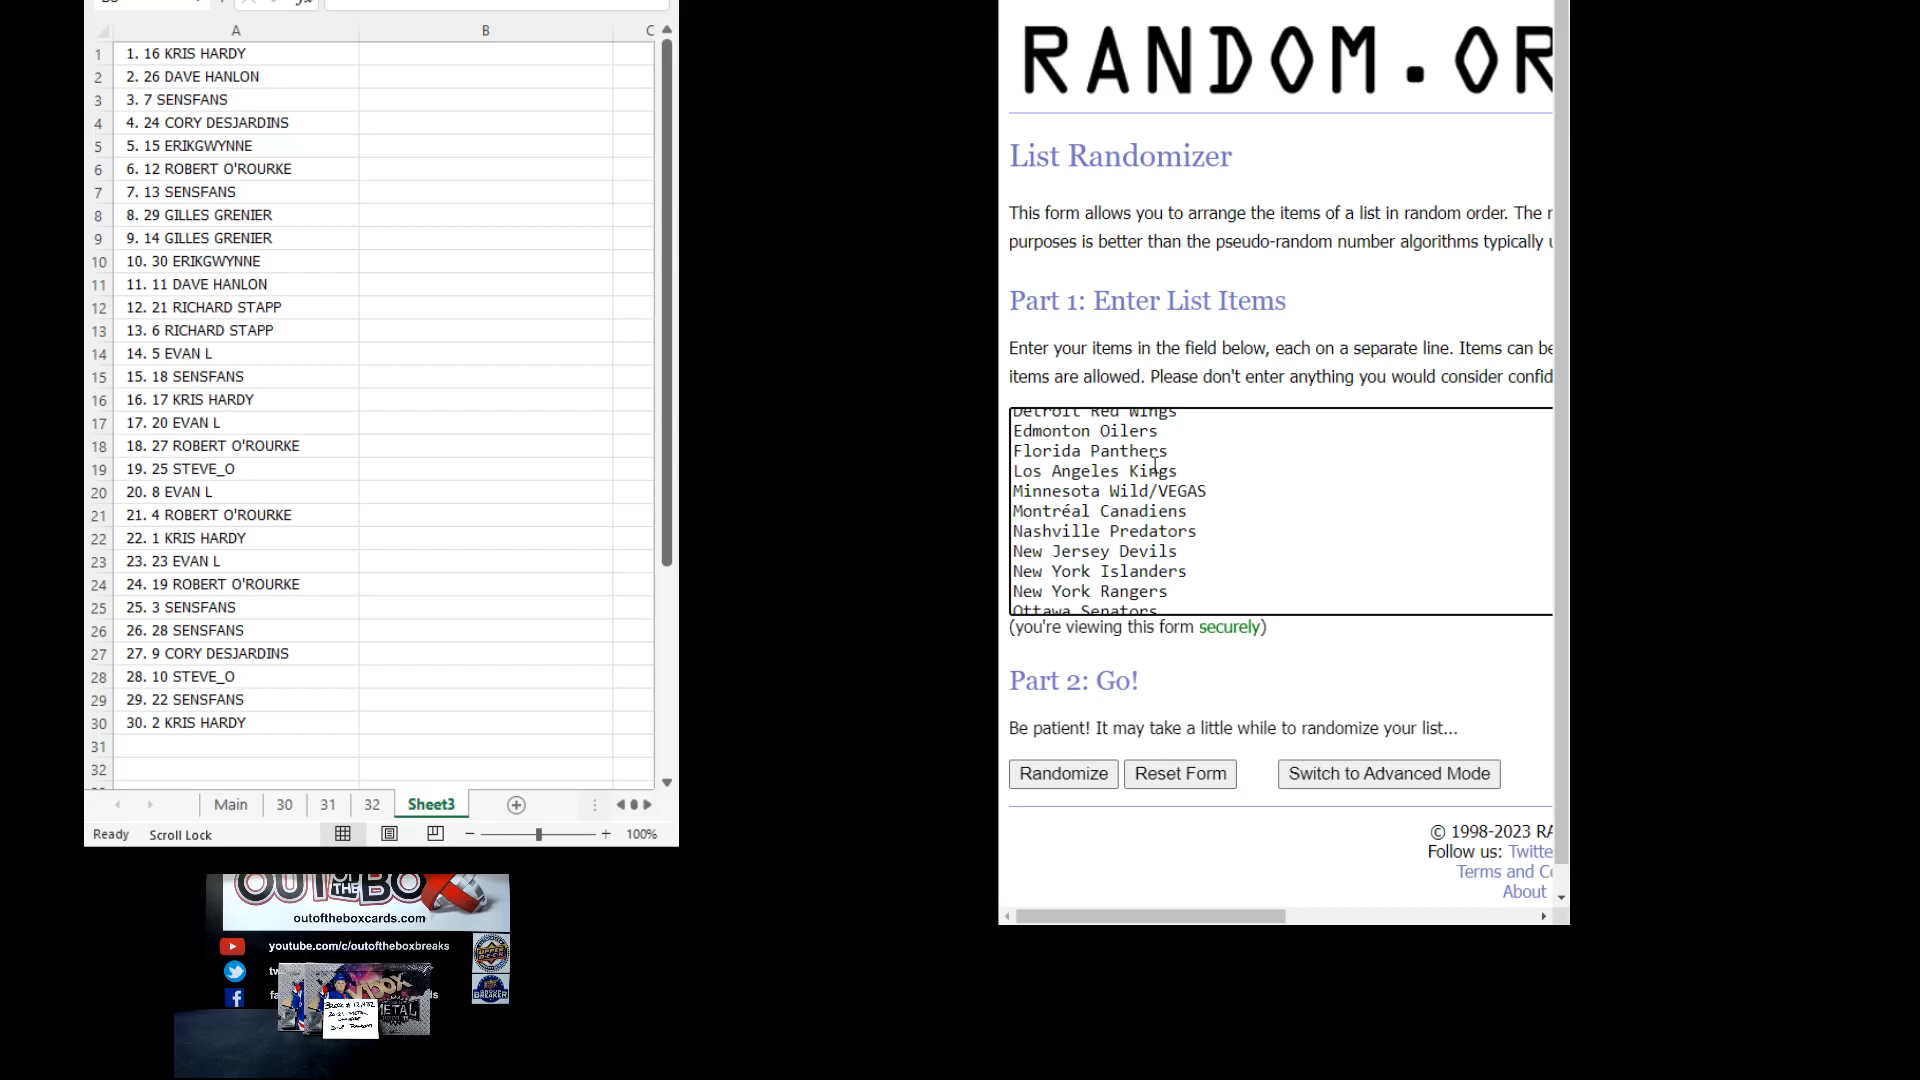 A B C
1 1. 16 KRIS HARDY
2 2. 26 DAVE HANLON
3 3. 7 SENSFANS
4 4. 24 CORY DESJARDINS
5 5. 15 ERIKGWYNNE
6 6. 12 ROBERT O'ROURKE
7 7. 13 SENSFANS
8 8. 29 GILLES GRENIER
9 9. 14 GILLES GRENIER
10 10. 30 ERIKGWYNNE
11 11. 11 DAVE HANLON
12 12. 21 RICHARD STAPP
13 13. 6 RICHARD STAPP
14 14. 5 EVAN L
15 15. 18 SENSFANS
16 16. 17 KRIS HARDY
17 17. 20 EVAN L
18 18. 27 ROBERT O'ROURKE
19 19. 25 STEVE_O
20 20. 8 EVAN L
21 21. 4 ROBERT O'ROURKE
22 22. 1 KRIS HARDY
23 23. 23 EVAN L
24 24. 19 ROBERT O'ROURKE
25 25. 3 SENSFANS
26 26. 28 SENSFANS
27 27. 9 CORY DESJARDINS
28 28. 10 STEVE_O
29 29. 22 SENSFANS
30 30. 2 KRIS HARDY
31
32
Main 30 31 32 Sheet3
Ready Scroll Lock 100%
OUT OF THE BOX
outoftheboxcards.com
youtube.com/c/outoftheboxbreaks
METAL
RANDOM.OR
List Randomizer
This form allows you to arrange the items of a list in random order. The r
purposes is better than the pseudo-random number algorithms typically u
Part 1: Enter List Items
Enter your items in the field below, each on a separate line. Items can be
items are allowed. Please don't enter anything you would consider confid
Detroit Red Wings
Edmonton Oilers
Florida Panthers
Los Angeles Kings
Minnesota Wild/VEGAS
Montréal Canadiens
Nashville Predators
New Jersey Devils
New York Islanders
New York Rangers
Ottawa Senators
(you're viewing this form securely)
Part 2: Go!
Be patient! It may take a little while to randomize your list...
Randomize Reset Form Switch to Advanced Mode
© 1998-2023 RA
Follow us: Twitte
Terms and Co
About